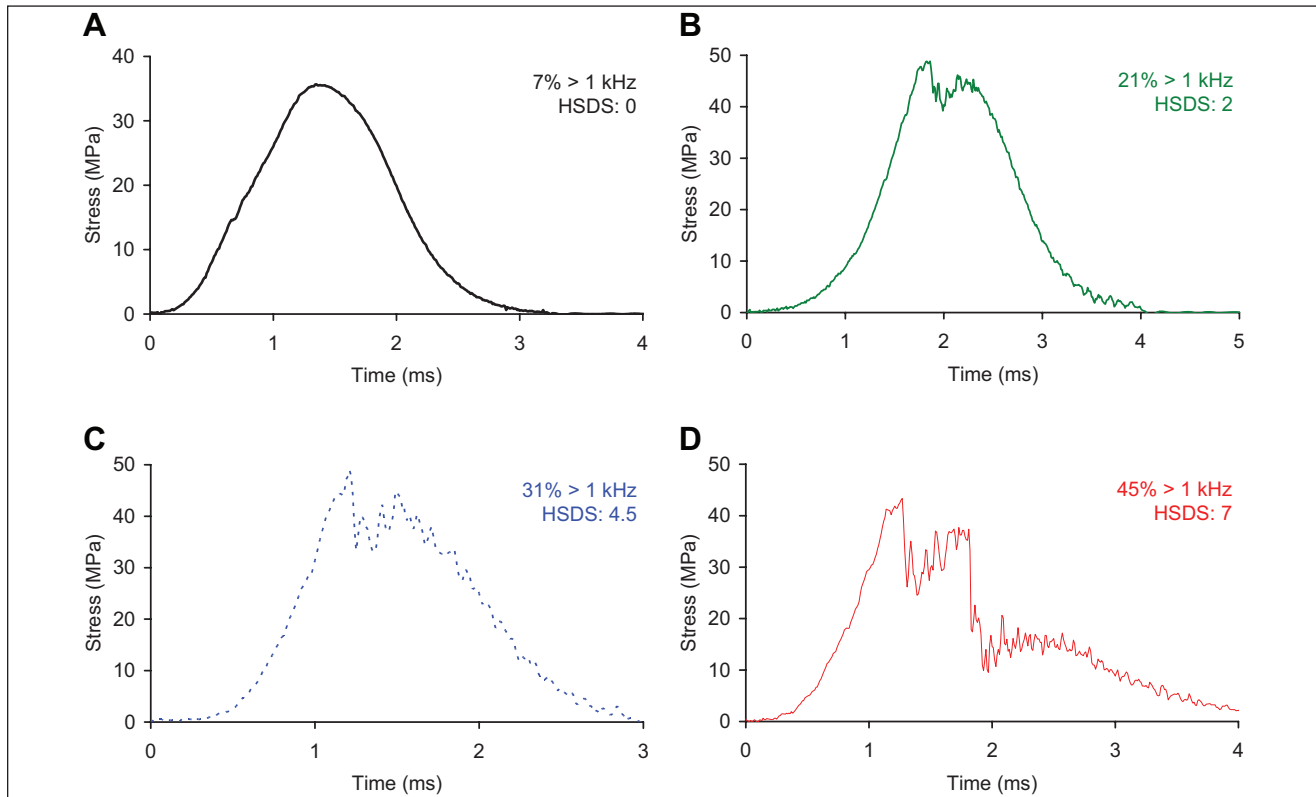 A
40
30
20
10
0
Stress (MPa)
7% > 1 kHz
HSDS: 0
0 1 2 3 4
Time (ms)
B
50
40
30
20
10
0
Stress (MPa)
21% > 1 kHz
HSDS: 2
0 1 2 3 4 5
Time (ms)
C
50
40
30
20
10
0
Stress (MPa)
31% > 1 kHz
HSDS: 4.5
0 1 2 3
Time (ms)
D
50
40
30
20
10
0
Stress (MPa)
45% > 1 kHz
HSDS: 7
0 1 2 3 4
Time (ms)